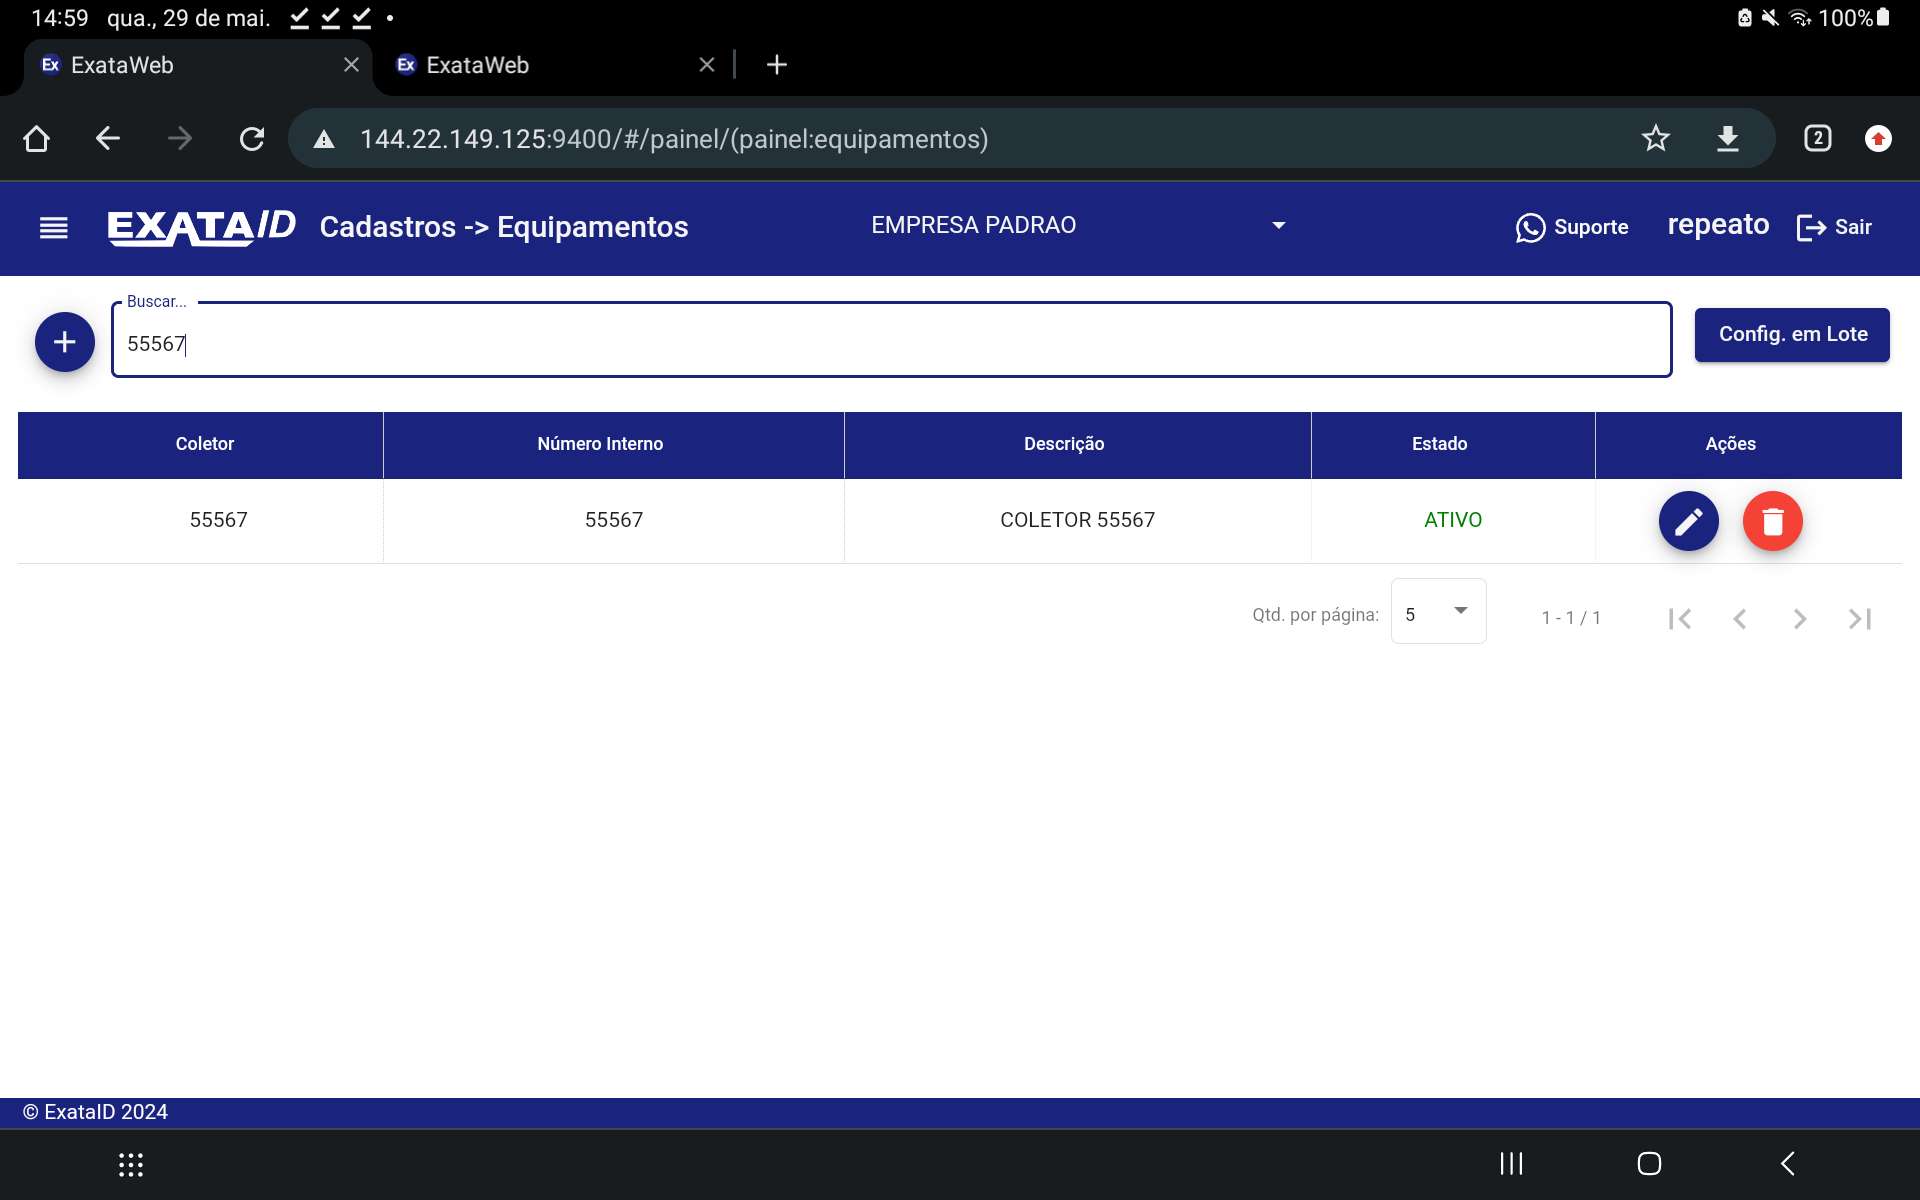 14:59 qua., 29 de mai. 100%
Ex ExataWeb Ex ExataWeb
144.22.149.125:9400/#/painel/(painel:equipamentos) 2
EXATAID Cadastros -> Equipamentos EMPRESA PADRAO Suporte repeato Sair
Buscar...
55567
Config. em Lote
Coletor Número Interno Descrição Estado Ações
55567 55567 COLETOR 55567 ATIVO
Qtd. por página: 5 1 - 1 / 1
© ExataID 2024